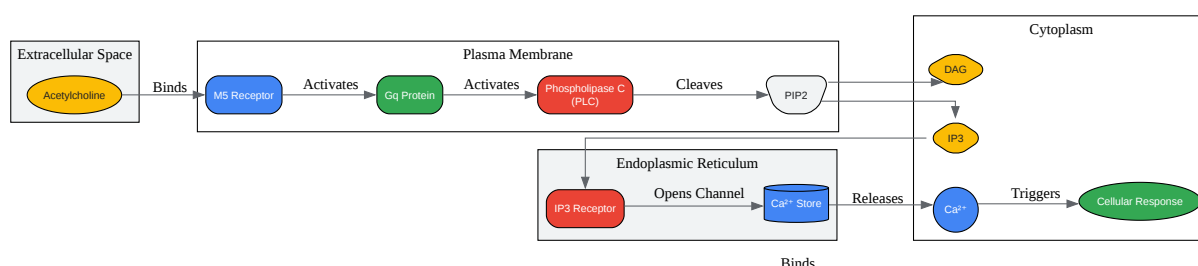 Extracellular Space
Acetylcholine
Binds
Plasma Membrane
M5 Receptor
Activates
Gq Protein
Activates
Phospholipase C
(PLC)
Cleaves
PIP2
Cytoplasm
DAG
IP3
Endoplasmic Reticulum
IP3 Receptor
Opens Channel
Ca²⁺ Store
Releases
Ca²⁺
Triggers
Cellular Response
Binds